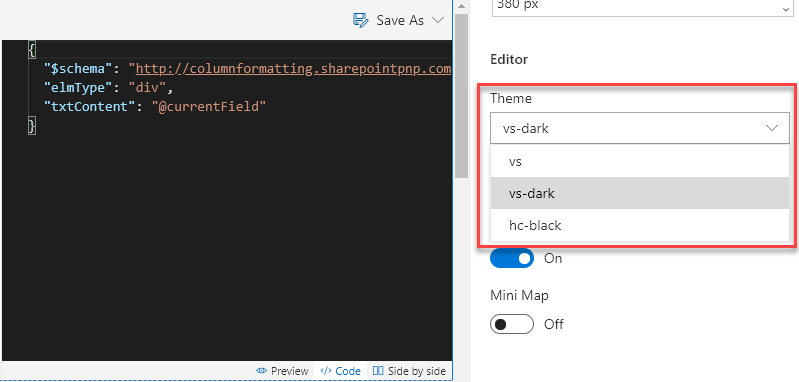 Save As
{
"$schema": "http://columnformatting.sharepointpnp.com
"elmType": "div",
"txtContent": "@currentField"
}
Preview
</> Code
Side by side
380 px
Editor
Theme
vs-dark
vs
vs-dark
hc-black
On
Mini Map
Off